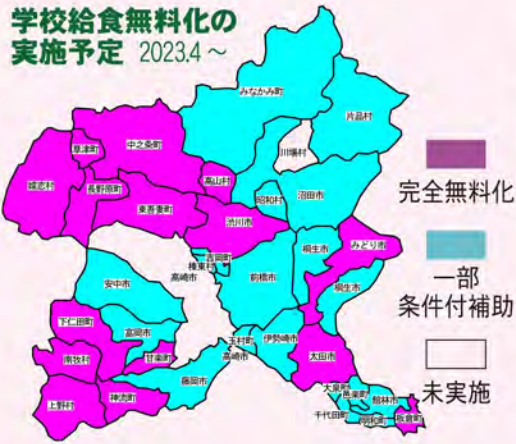 学校給食無料化の
実施予定 2023.4～
みなかみ町
片品村
川場村
中之条町
草津町
嬬恋村
長野原町
高山村
昭和村
沼田市
東吾妻町
渋川市
みどり市
桐生市
吉岡町
榛東村
高崎市
前橋市
桐生市
安中市
下仁田町
富岡市
玉村町
伊勢崎市
甘楽町
高崎市
太田市
南牧村
藤岡市
上野村
神流町
大泉町
邑楽町
館林市
千代田町
明和町
板倉町
完全無料化
一部
条件付補助
未実施